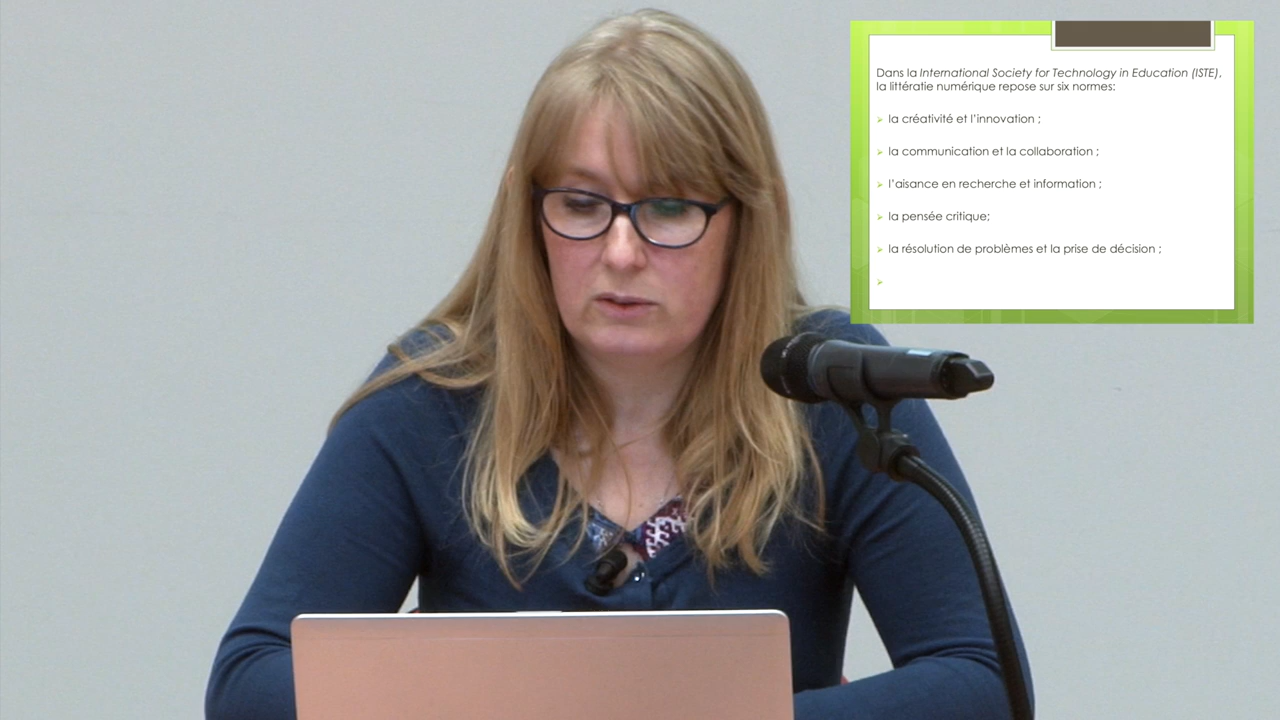 Dans la International Society for Technology in Education (ISTE),
la littératie numérique repose sur six normes:
la créativité et l'innovation ;
la communication et la collaboration ;
l'aisance en recherche et information ;
la pensée critique;
la résolution de problèmes et la prise de décision ;